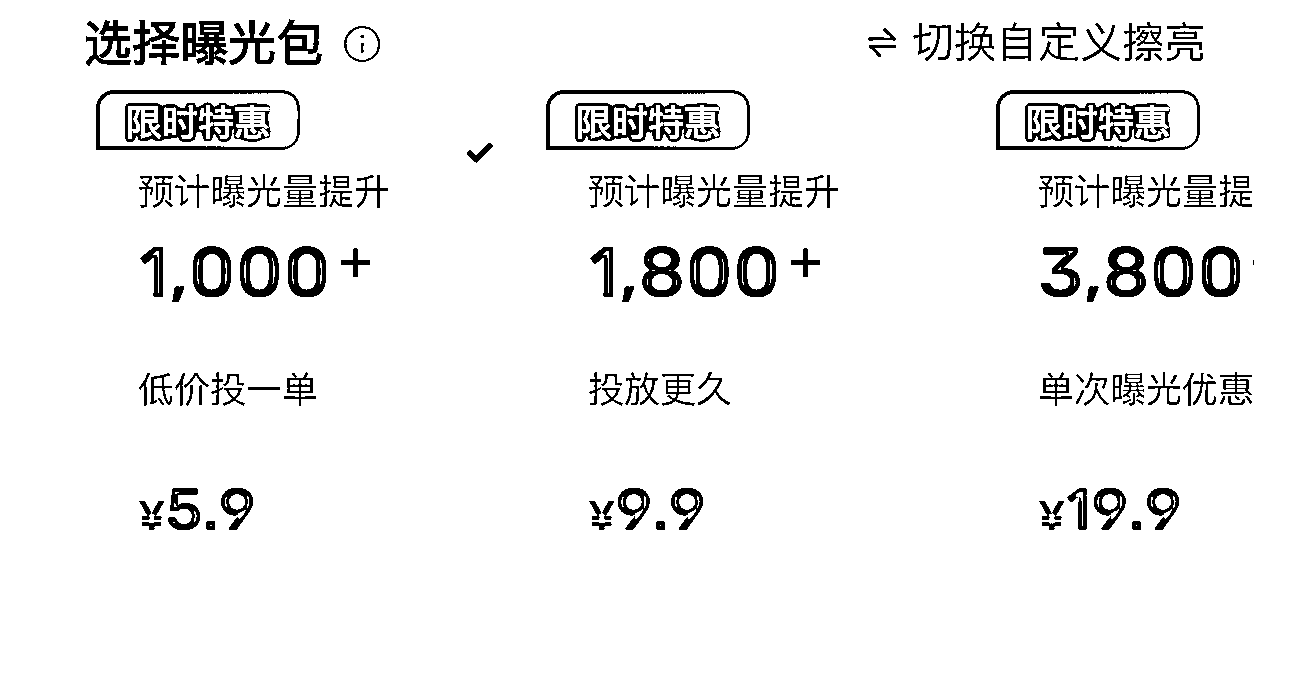 选择曝光包
切换自定义擦亮
限时特惠
预计曝光量提升
1,000+
低价投一单
¥5.9
限时特惠
预计曝光量提升
1,800+
投放更久
¥9.9
限时特惠
预计曝光量提
3,800
单次曝光优惠
¥19.9